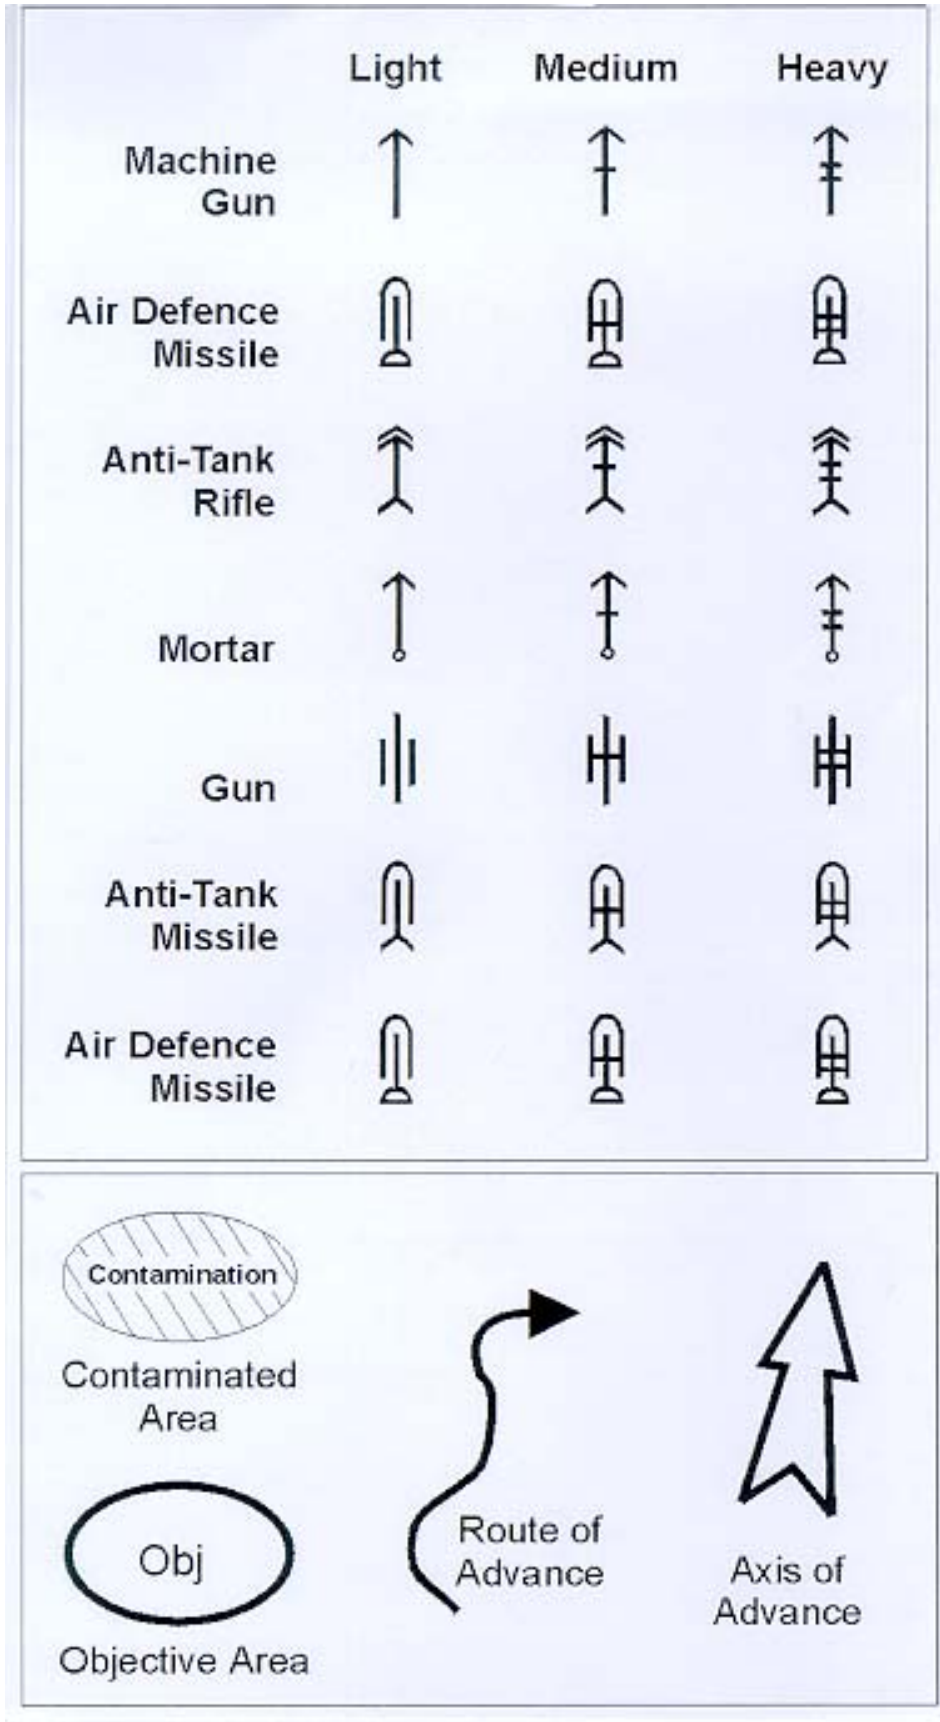 Light Medium Heavy
Machine
Gun
Air Defence
Missile
Anti-Tank
Rifle
Mortar
Gun
Anti-Tank
Missile
Air Defence
Missile
Contamination
Contaminated
Area
Obj
Objective Area
Route of
Advance
Axis of
Advance